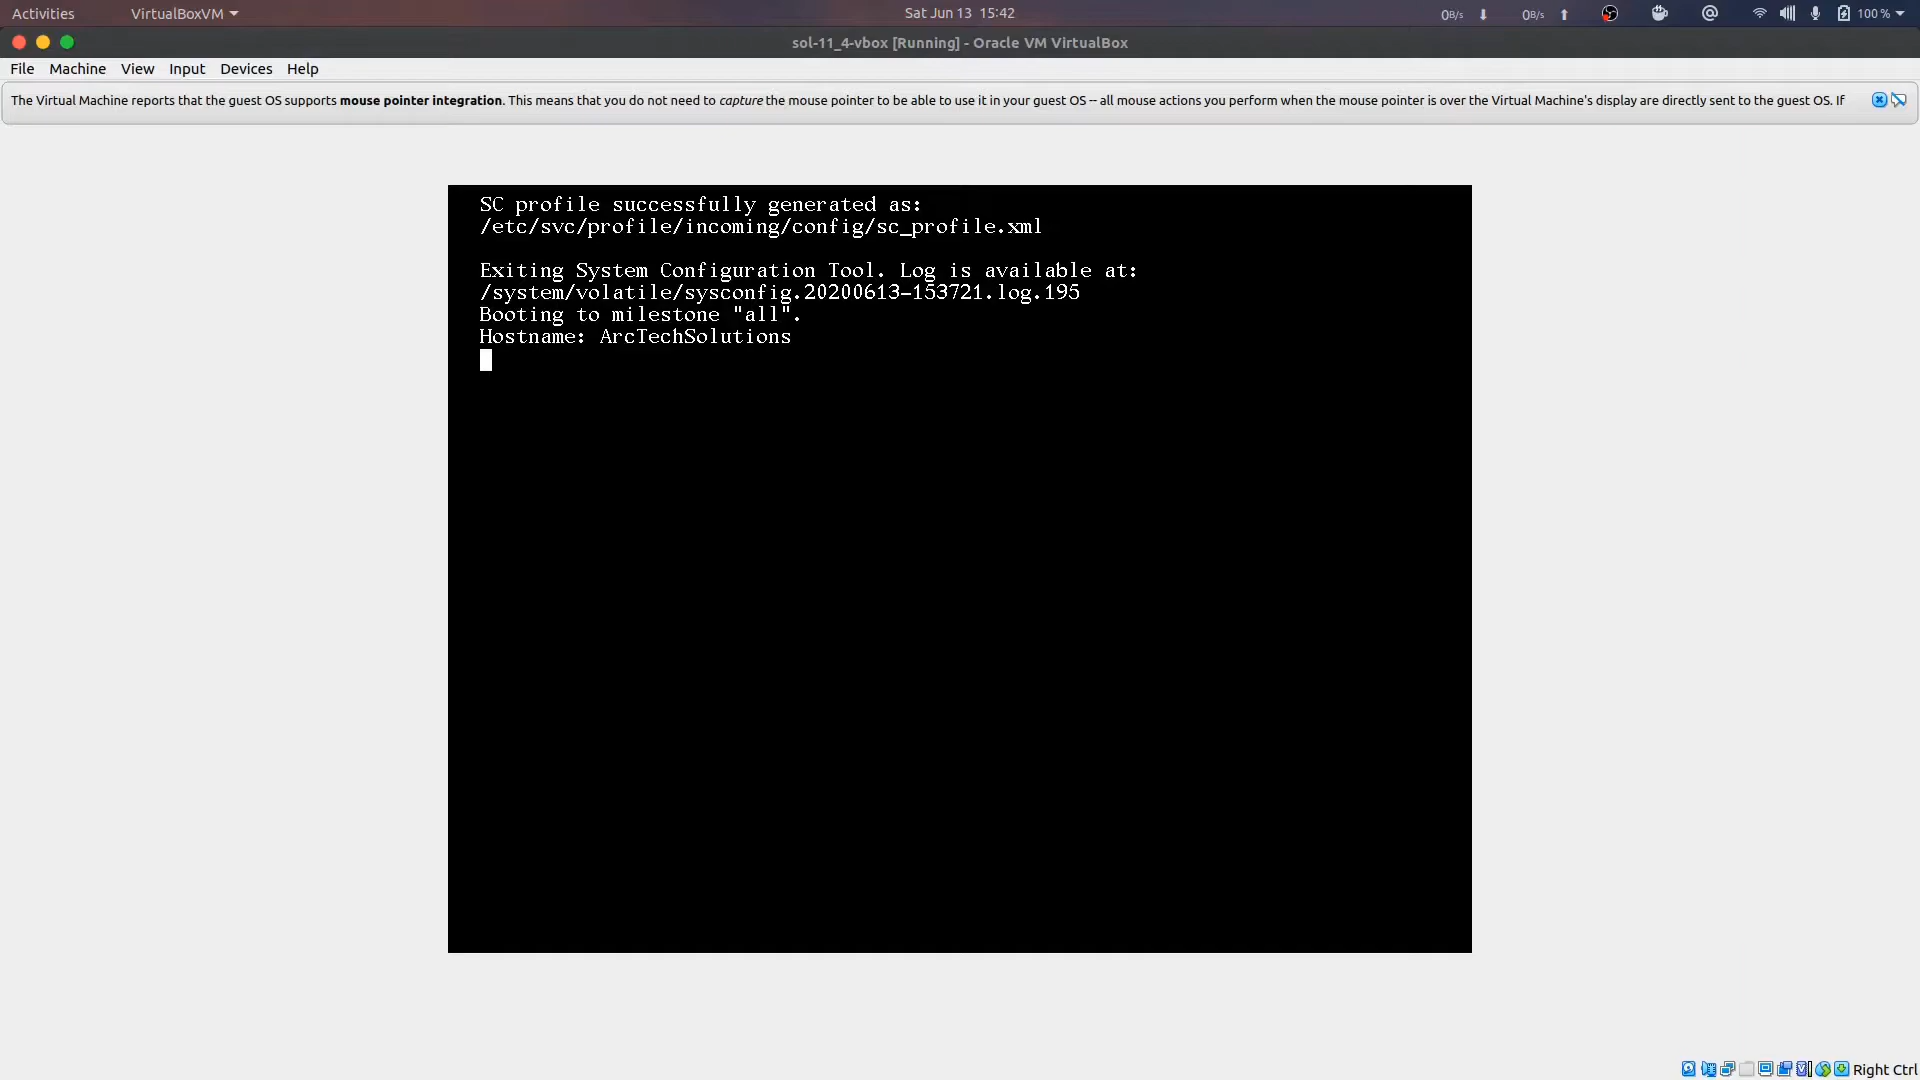 Activities VirtualBoxVM Sat Jun 13 15:42 0B/s 0B/s 100 %
sol-11_4-vbox [Running] - Oracle VM VirtualBox
File Machine View Input Devices Help
The Virtual Machine reports that the guest OS supports mouse pointer integration. This means that you do not need to capture the mouse pointer to be able to use it in your guest OS -- all mouse actions you perform when the mouse pointer is over the Virtual Machine's display are directly sent to the guest OS. If
SC profile successfully generated as:
/etc/svc/profile/incoming/config/sc_profile.xml
Exiting System Configuration Tool. Log is available at:
/system/volatile/sysconfig.20200613-153721.log.195
Booting to milestone "all".
Hostname: ArcTechSolutions
Right Ctrl